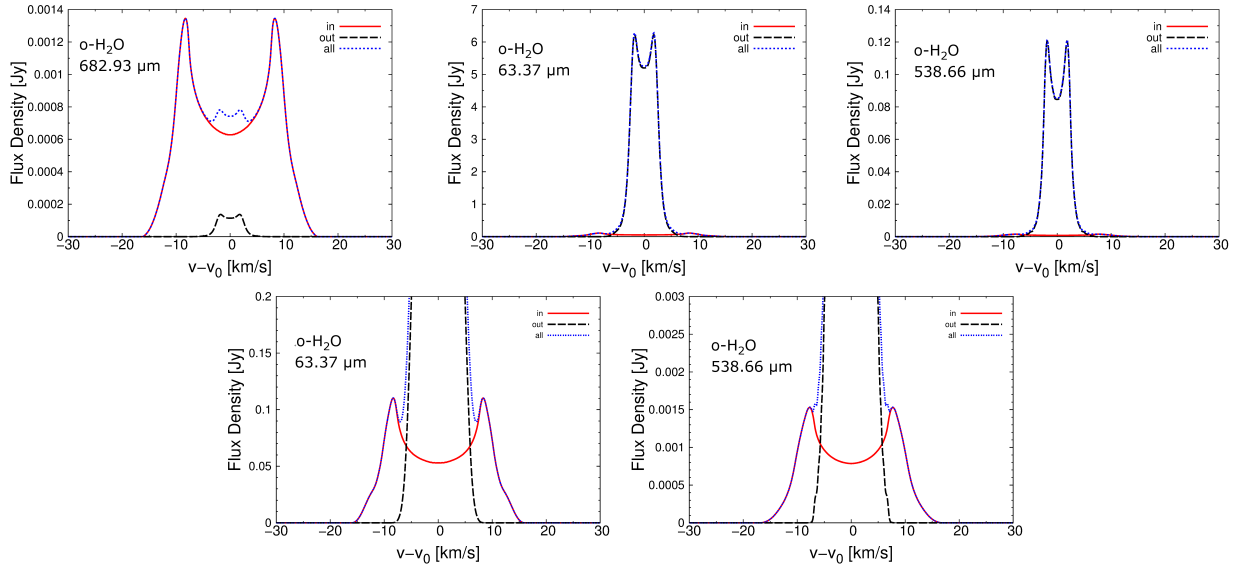 0.0014
0.0012
0.001
0.0008
0.0006
0.0004
0.0002
0
Flux Density [Jy]
o-H₂O
682.93 μm
in
out
all
−30 −20 −10 0 10 20 30
v−v₀ [km/s]
7
6
5
4
3
2
1
0
Flux Density [Jy]
o-H₂O
63.37 μm
in
out
all
−30 −20 −10 0 10 20 30
v−v₀ [km/s]
0.14
0.12
0.10
0.08
0.06
0.04
0.02
0
Flux Density [Jy]
o-H₂O
538.66 μm
in
out
all
−30 −20 −10 0 10 20 30
v−v₀ [km/s]
0.2
0.15
0.1
0.05
0
Flux Density [Jy]
o-H₂O
63.37 μm
in
out
all
−30 −20 −10 0 10 20 30
v−v₀ [km/s]
0.003
0.0025
0.002
0.0015
0.001
0.0005
0
Flux Density [Jy]
o-H₂O
538.66 μm
in
out
all
−30 −20 −10 0 10 20 30
v−v₀ [km/s]